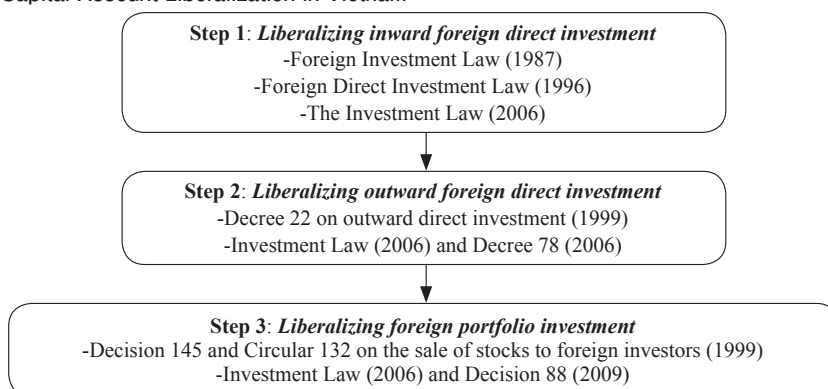 Capital Account Liberalization in Vietnam
Step 1: Liberalizing inward foreign direct investment
-Foreign Investment Law (1987)
-Foreign Direct Investment Law (1996)
-The Investment Law (2006)
Step 2: Liberalizing outward foreign direct investment
-Decree 22 on outward direct investment (1999)
-Investment Law (2006) and Decree 78 (2006)
Step 3: Liberalizing foreign portfolio investment
-Decision 145 and Circular 132 on the sale of stocks to foreign investors (1999)
-Investment Law (2006) and Decision 88 (2009)